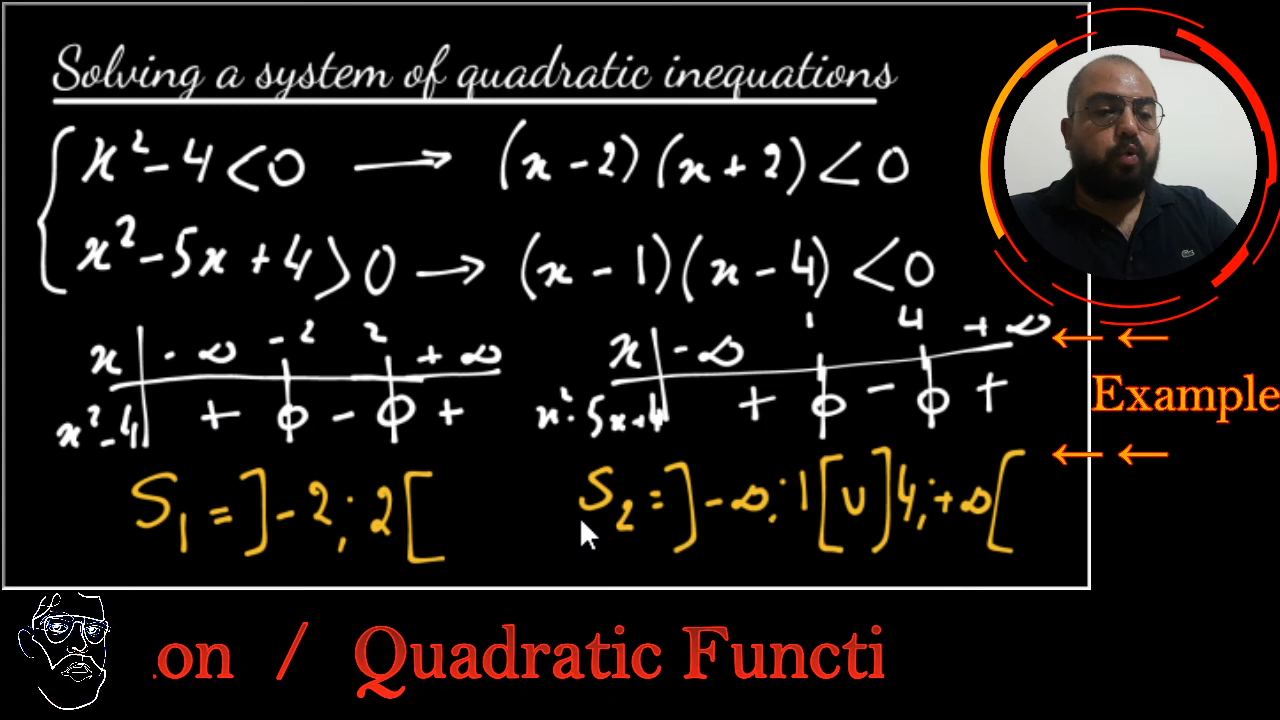 Solving a system of quadratic inequations
x² - 4 < 0 → (x - 2)(x + 2) < 0
x² - 5x + 4 > 0 → (x - 1)(x - 4) < 0
x - ∞ - 2 2 + ∞
x² - 4 + 0 - 0 +
S₁ = ] - 2 ; 2 [
x - ∞ 1 4 + ∞
x² - 5x + 4 + 0 - 0 +
S₂ = ] - ∞ ; 1 [ ∪ ] 4 ; + ∞ [
← ←
Example
← ←
on / Quadratic Functi